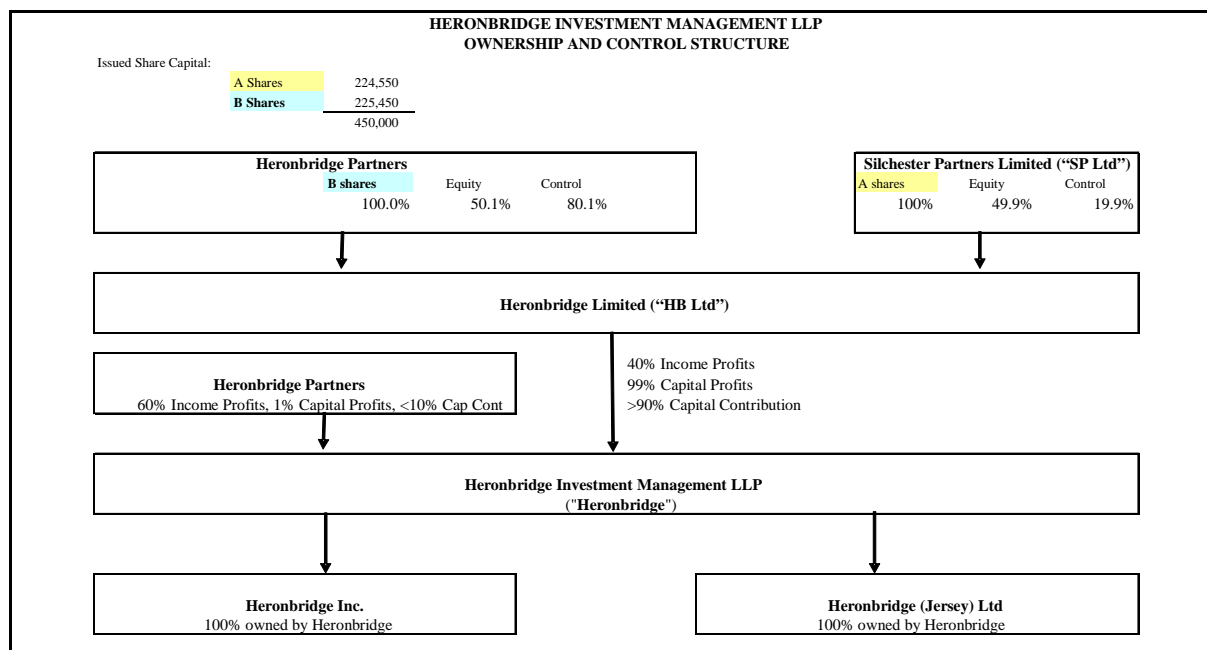 HERONBRIDGE INVESTMENT MANAGEMENT LLP
OWNERSHIP AND CONTROL STRUCTURE
Issued Share Capital:
A Shares 224,550
B Shares 225,450
450,000
Heronbridge Partners
B shares Equity Control
100.0% 50.1% 80.1%
Silchester Partners Limited (“SP Ltd”)
A shares Equity Control
100% 49.9% 19.9%
Heronbridge Limited (“HB Ltd”)
Heronbridge Partners
60% Income Profits, 1% Capital Profits, <10% Cap Cont
40% Income Profits
99% Capital Profits
>90% Capital Contribution
Heronbridge Investment Management LLP
("Heronbridge")
Heronbridge Inc.
100% owned by Heronbridge
Heronbridge (Jersey) Ltd
100% owned by Heronbridge